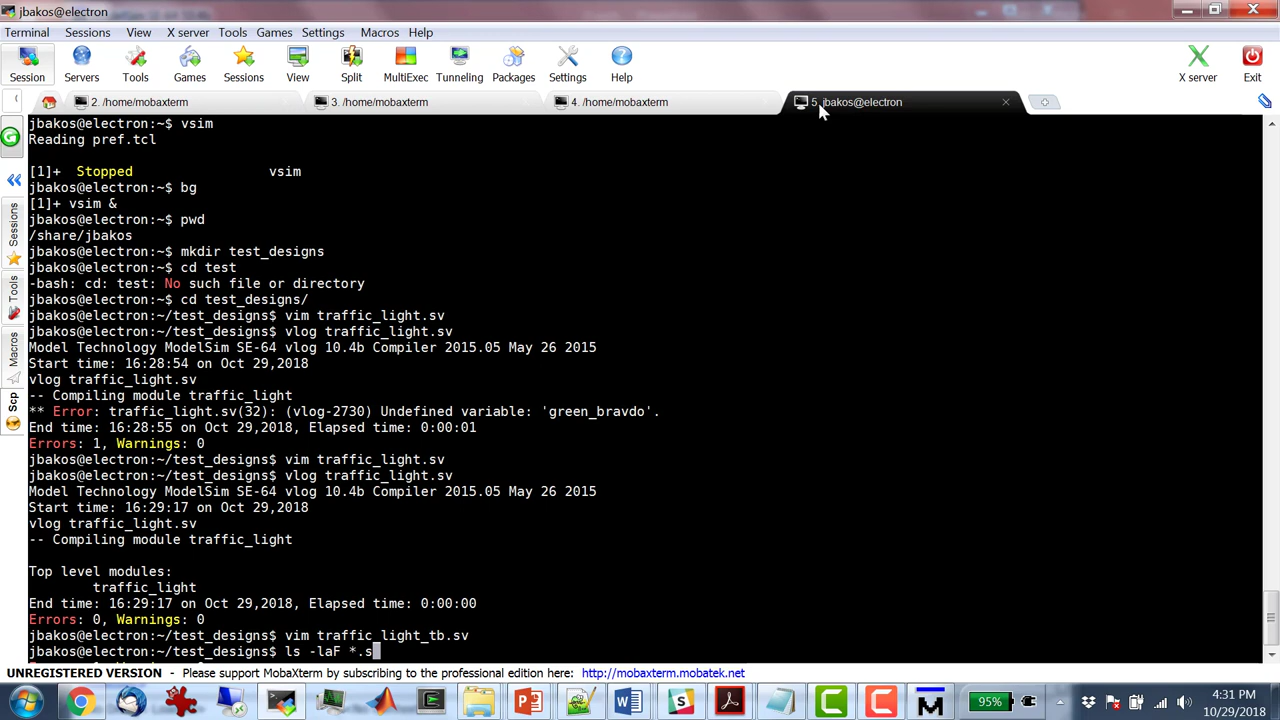 jbakos@electron
Terminal Sessions View X server Tools Games Settings Macros Help
Session Servers Tools Games Sessions View Split MultiExec Tunneling Packages Settings Help X server Exit
2. /home/mobaxterm 3. /home/mobaxterm 4. /home/mobaxterm 5. jbakos@electron
jbakos@electron:~$ vsim
Reading pref.tcl
[1]+ Stopped vsim
jbakos@electron:~$ bg
[1]+ vsim &
jbakos@electron:~$ pwd
/share/jbakos
jbakos@electron:~$ mkdir test_designs
jbakos@electron:~$ cd test
-bash: cd: test: No such file or directory
jbakos@electron:~$ cd test_designs/
jbakos@electron:~/test_designs$ vim traffic_light.sv
jbakos@electron:~/test_designs$ vlog traffic_light.sv
Model Technology ModelSim SE-64 vlog 10.4b Compiler 2015.05 May 26 2015
Start time: 16:28:54 on Oct 29,2018
vlog traffic_light.sv
-- Compiling module traffic_light
** Error: traffic_light.sv(32): (vlog-2730) Undefined variable: 'green_bravdo'.
End time: 16:28:55 on Oct 29,2018, Elapsed time: 0:00:01
Errors: 1, Warnings: 0
jbakos@electron:~/test_designs$ vim traffic_light.sv
jbakos@electron:~/test_designs$ vlog traffic_light.sv
Model Technology ModelSim SE-64 vlog 10.4b Compiler 2015.05 May 26 2015
Start time: 16:29:17 on Oct 29,2018
vlog traffic_light.sv
-- Compiling module traffic_light
Top level modules:
traffic_light
End time: 16:29:17 on Oct 29,2018, Elapsed time: 0:00:00
Errors: 0, Warnings: 0
jbakos@electron:~/test_designs$ vim traffic_light_tb.sv
jbakos@electron:~/test_designs$ ls -laF *.s
Sessions
Tools
Macros
Scp
UNREGISTERED VERSION - Please support MobaXterm by subscribing to the professional edition here: http://mobaxterm.mobatek.net
95%
4:31 PM
10/29/2018